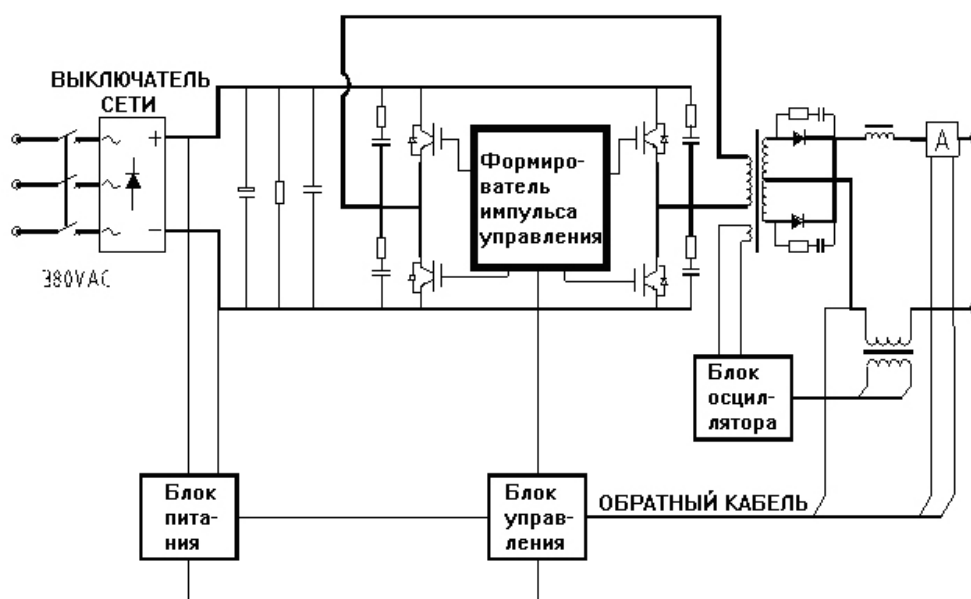 ВЫКЛЮЧАТЕЛЬ
СЕТИ
+
−
380VAC
Формиро-
ватель
импульса
управления
А
Блок
осцил-
лятора
Блок
пита-
ния
Блок
управ-
ления
ОБРАТНЫЙ КАБЕЛЬ